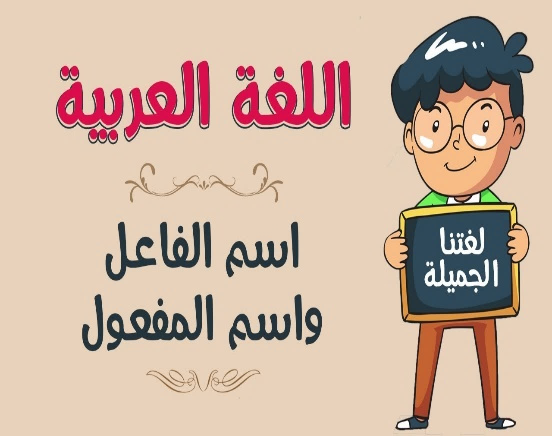 اللغة العربية
اسم الفاعل
واسم المفعول
لغتنا
الجميلة